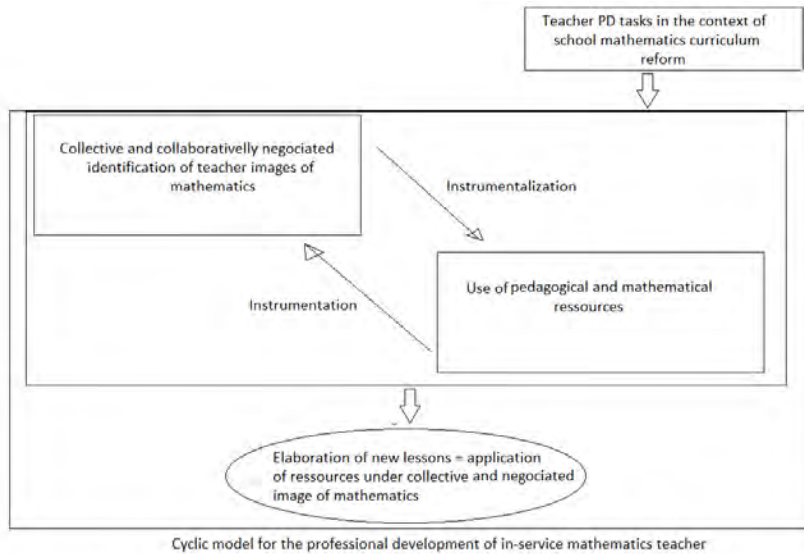 Teacher PD tasks in the context of
school mathematics curriculum
reform
Collective and collaborativelly negociated
identification of teacher images of
mathematics
Instrumentalization
Use of pedagogical and mathematical
ressources
Instrumentation
Elaboration of new lessons = application
of ressources under collective and negociated
image of mathematics
Cyclic model for the professional development of in-service mathematics teacher